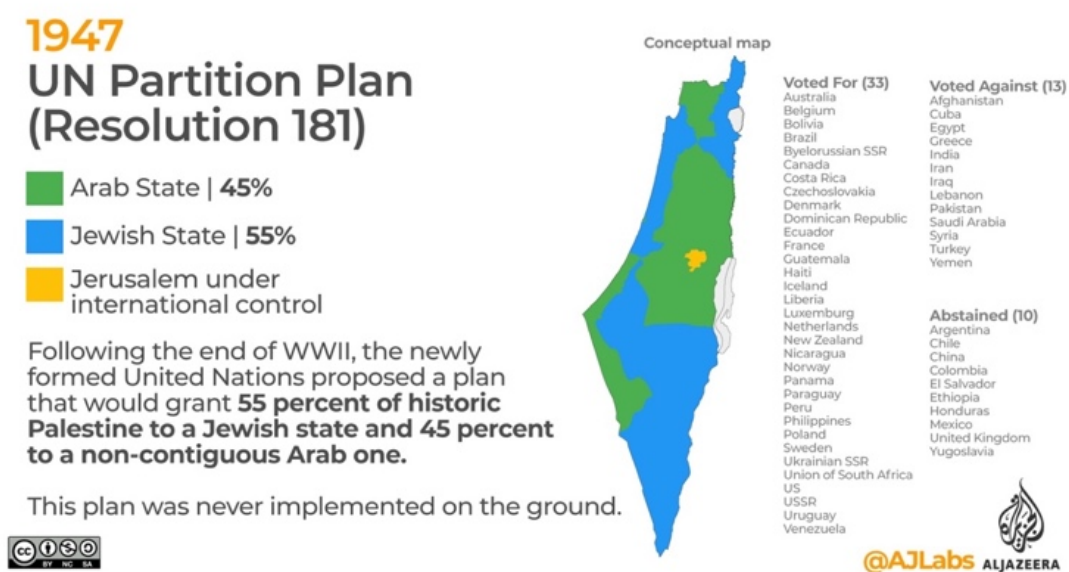 1947
UN Partition Plan
(Resolution 181)
Arab State | 45%
Jewish State | 55%
Jerusalem under
international control
Following the end of WWII, the newly
formed United Nations proposed a plan
that would grant 55 percent of historic
Palestine to a Jewish state and 45 percent
to a non-contiguous Arab one.
This plan was never implemented on the ground.
Conceptual map
Voted For (33)
Australia
Belgium
Bolivia
Brazil
Byelorussian SSR
Canada
Costa Rica
Czechoslovakia
Denmark
Dominican Republic
Ecuador
France
Guatemala
Haiti
Iceland
Liberia
Luxemburg
Netherlands
New Zealand
Nicaragua
Norway
Panama
Paraguay
Peru
Philippines
Poland
Sweden
Ukrainian SSR
Union of South Africa
US
USSR
Uruguay
Venezuela
Voted Against (13)
Afghanistan
Cuba
Egypt
Greece
India
Iran
Iraq
Lebanon
Pakistan
Saudi Arabia
Syria
Turkey
Yemen
Abstained (10)
Argentina
Chile
China
Colombia
El Salvador
Ethiopia
Honduras
Mexico
United Kingdom
Yugoslavia
cc
BY NC SA
@AJLabs
الجزيرة
ALJAZEERA